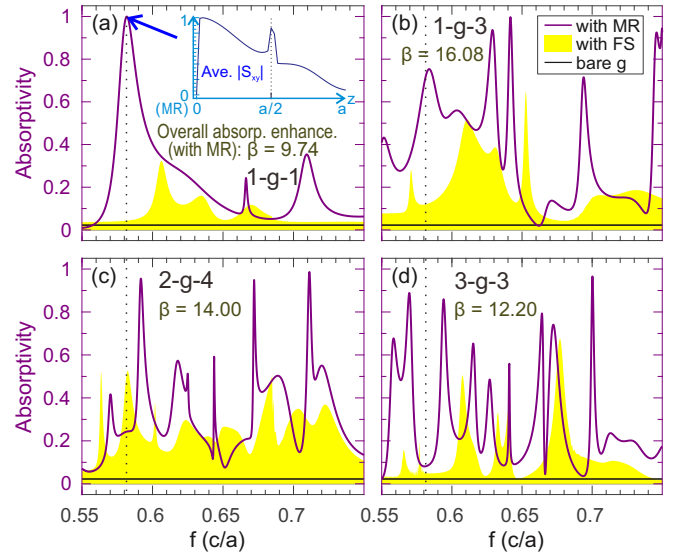 (a)
1
Ave. |Sxy|
(MR) 0 a/2 a z
Overall absorp. enhance.
(with MR): β = 9.74
1-g-1
Absorptivity
1
0.8
0.6
0.4
0.2
0
(b)
1-g-3
β = 16.08
with MR
with FS
bare g
(c)
2-g-4
β = 14.00
Absorptivity
1
0.8
0.6
0.4
0.2
0
0.55 0.6 0.65 0.7
f (c/a)
(d)
3-g-3
β = 12.20
0.55 0.6 0.65 0.7
f (c/a)